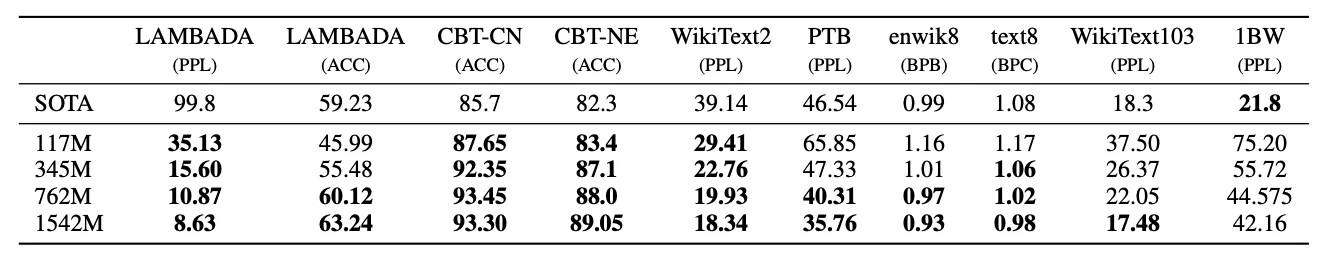 LAMBADA LAMBADA CBT-CN CBT-NE WikiText2 PTB enwik8 text8 WikiText103 1BW
(PPL) (ACC) (ACC) (ACC) (PPL) (PPL) (BPB) (BPC) (PPL) (PPL)
SOTA 99.8 59.23 85.7 82.3 39.14 46.54 0.99 1.08 18.3 21.8
117M 35.13 45.99 87.65 83.4 29.41 65.85 1.16 1.17 37.50 75.20
345M 15.60 55.48 92.35 87.1 22.76 47.33 1.01 1.06 26.37 55.72
762M 10.87 60.12 93.45 88.0 19.93 40.31 0.97 1.02 22.05 44.575
1542M 8.63 63.24 93.30 89.05 18.34 35.76 0.93 0.98 17.48 42.16